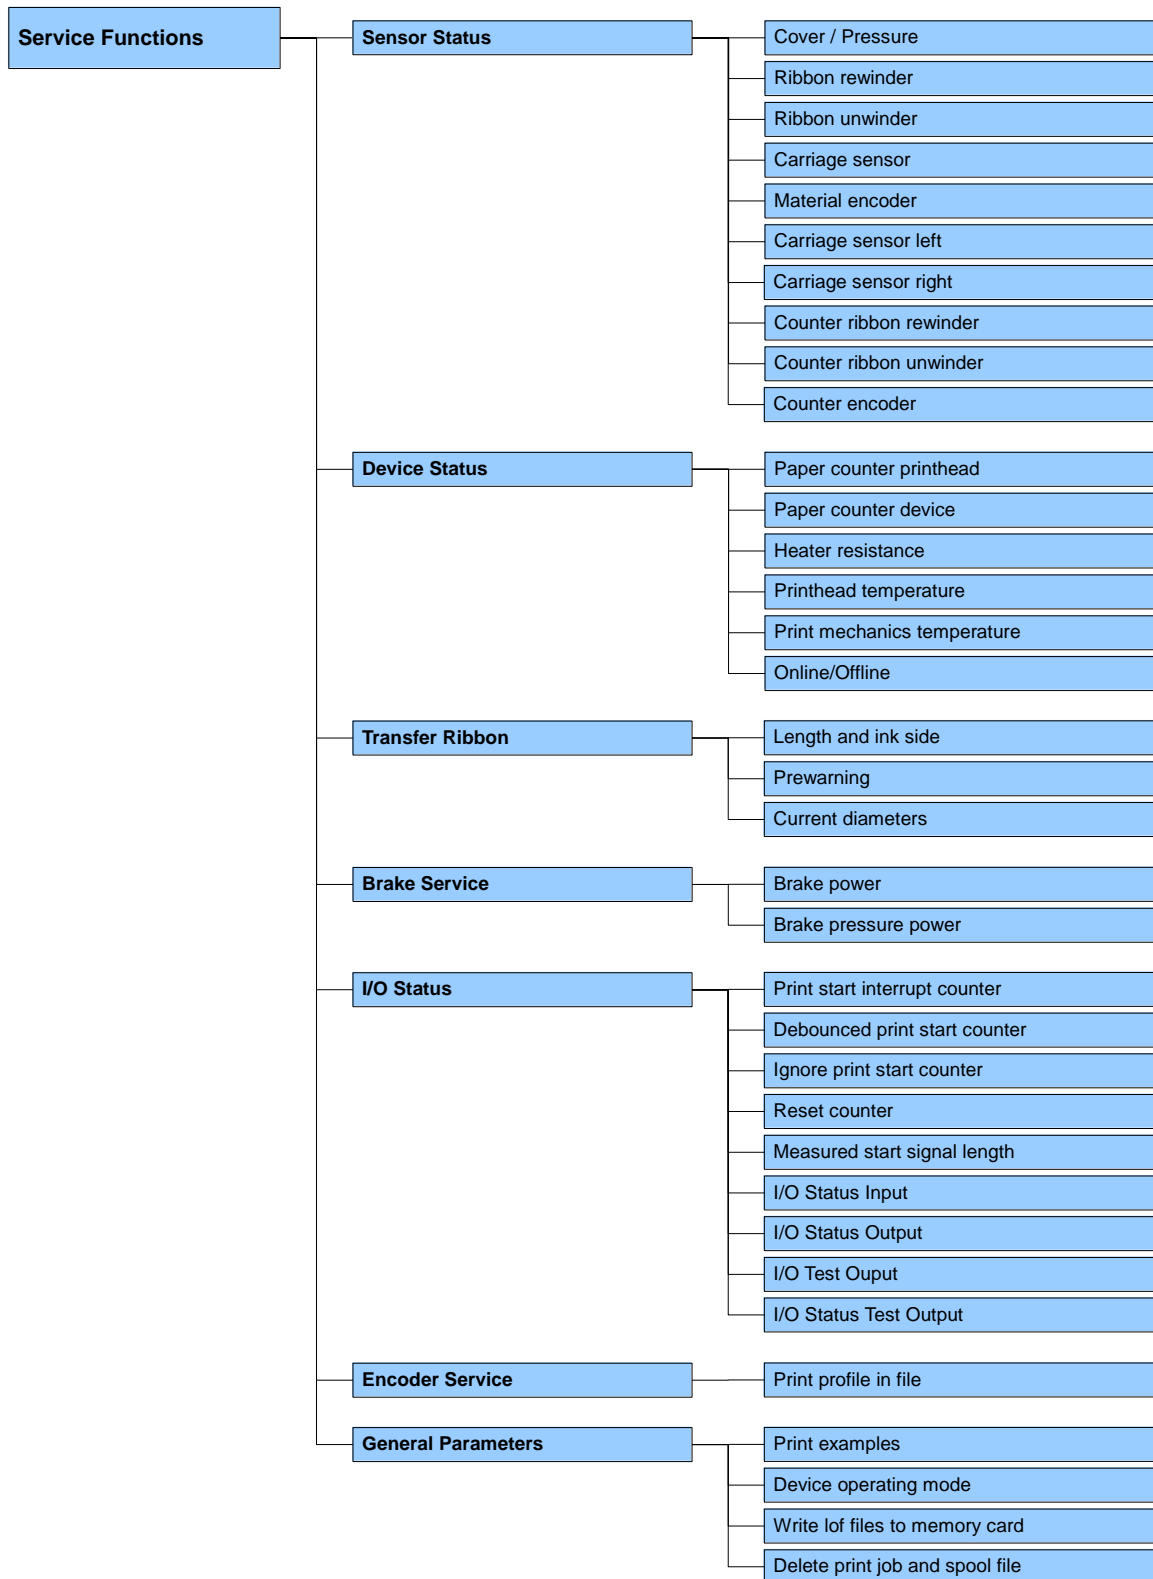 Service Functions
Sensor Status
Cover / Pressure
Ribbon rewinder
Ribbon unwinder
Carriage sensor
Material encoder
Carriage sensor left
Carriage sensor right
Counter ribbon rewinder
Counter ribbon unwinder
Counter encoder
Device Status
Paper counter printhead
Paper counter device
Heater resistance
Printhead temperature
Print mechanics temperature
Online/Offline
Transfer Ribbon
Length and ink side
Prewarning
Current diameters
Brake Service
Brake power
Brake pressure power
I/O Status
Print start interrupt counter
Debounced print start counter
Ignore print start counter
Reset counter
Measured start signal length
I/O Status Input
I/O Status Output
I/O Test Ouput
I/O Status Test Output
Encoder Service
Print profile in file
General Parameters
Print examples
Device operating mode
Write lof files to memory card
Delete print job and spool file